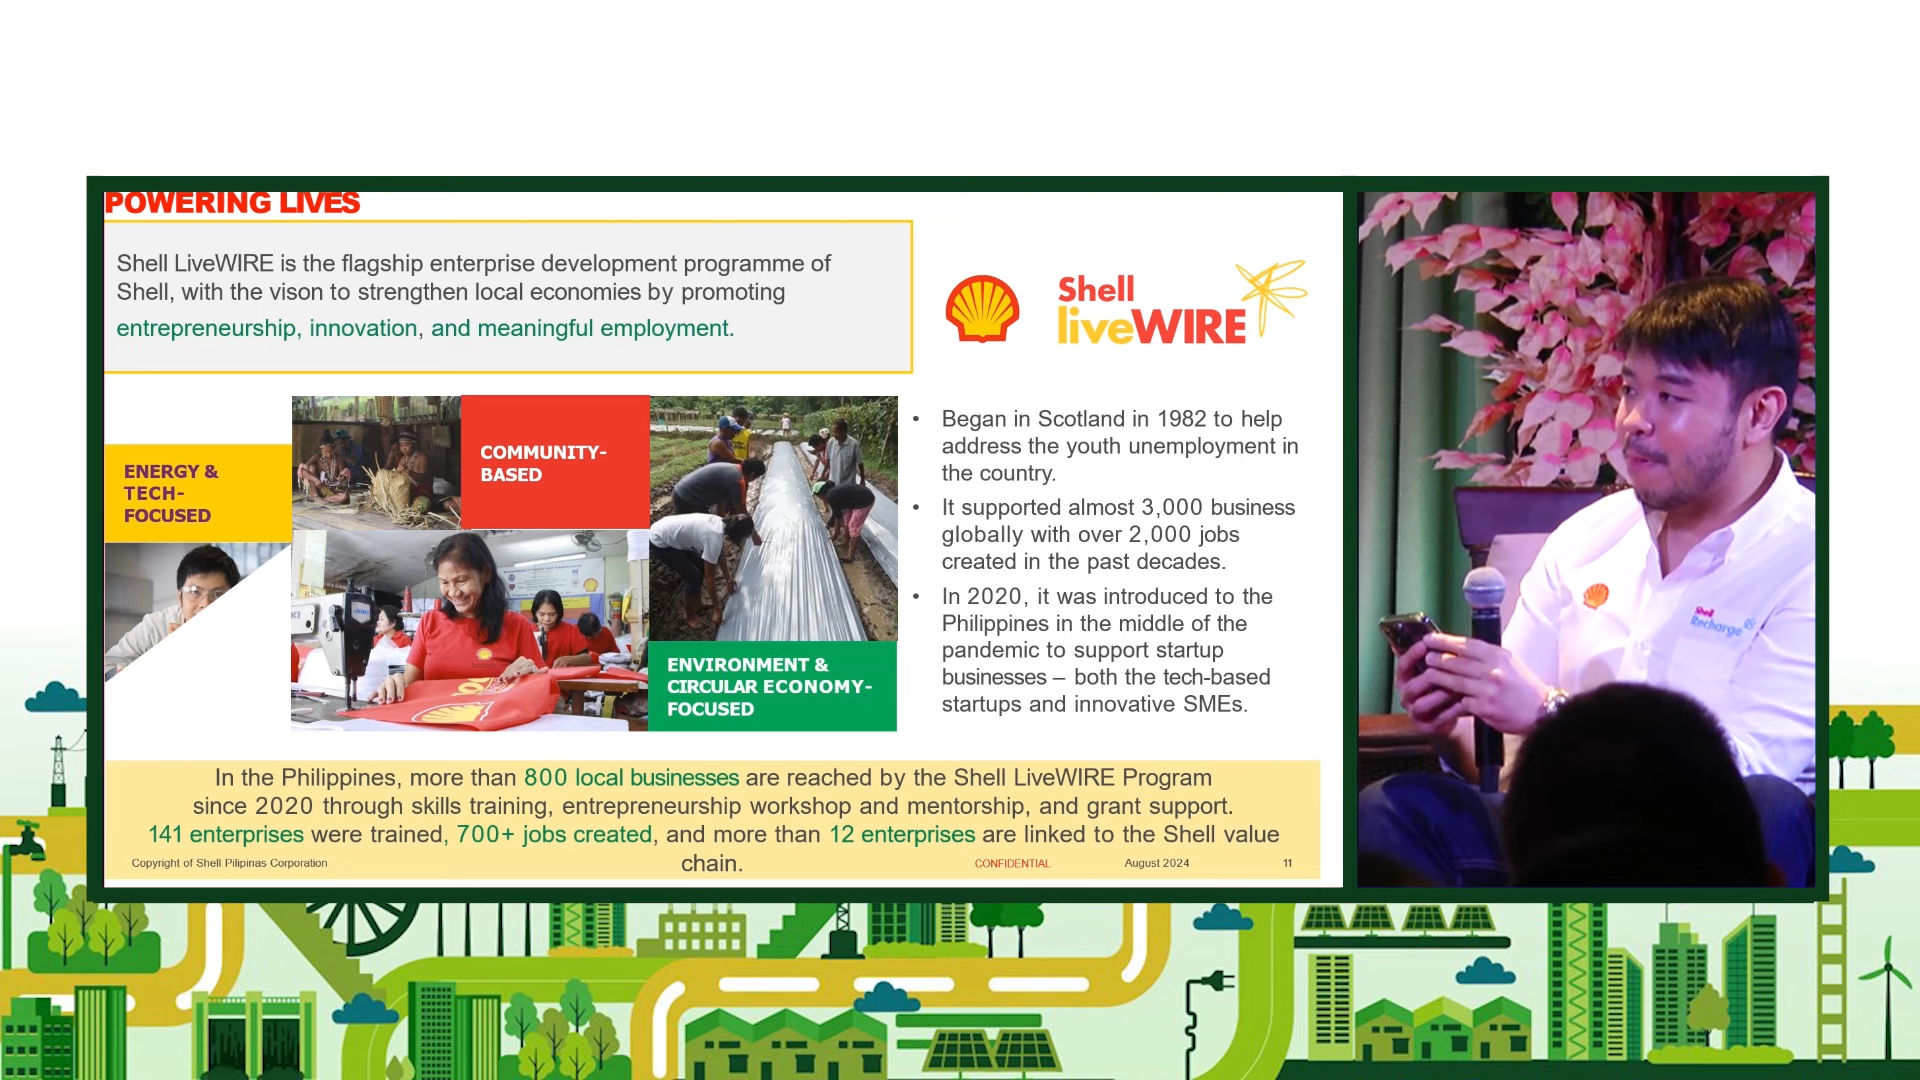 POWERING LIVES
Shell LiveWIRE is the flagship enterprise development programme of
Shell, with the vison to strengthen local economies by promoting
entrepreneurship, innovation, and meaningful employment.
Shell
liveWIRE
ENERGY &
TECH-
FOCUSED
COMMUNITY-
BASED
ENVIRONMENT &
CIRCULAR ECONOMY-
FOCUSED
• Began in Scotland in 1982 to help
address the youth unemployment in
the country.
• It supported almost 3,000 business
globally with over 2,000 jobs
created in the past decades.
• In 2020, it was introduced to the
Philippines in the middle of the
pandemic to support startup
businesses – both the tech-based
startups and innovative SMEs.
In the Philippines, more than 800 local businesses are reached by the Shell LiveWIRE Program
since 2020 through skills training, entrepreneurship workshop and mentorship, and grant support.
141 enterprises were trained, 700+ jobs created, and more than 12 enterprises are linked to the Shell value
chain.
Copyright of Shell Pilipinas Corporation
CONFIDENTIAL
August 2024
11
Shell
Recharge